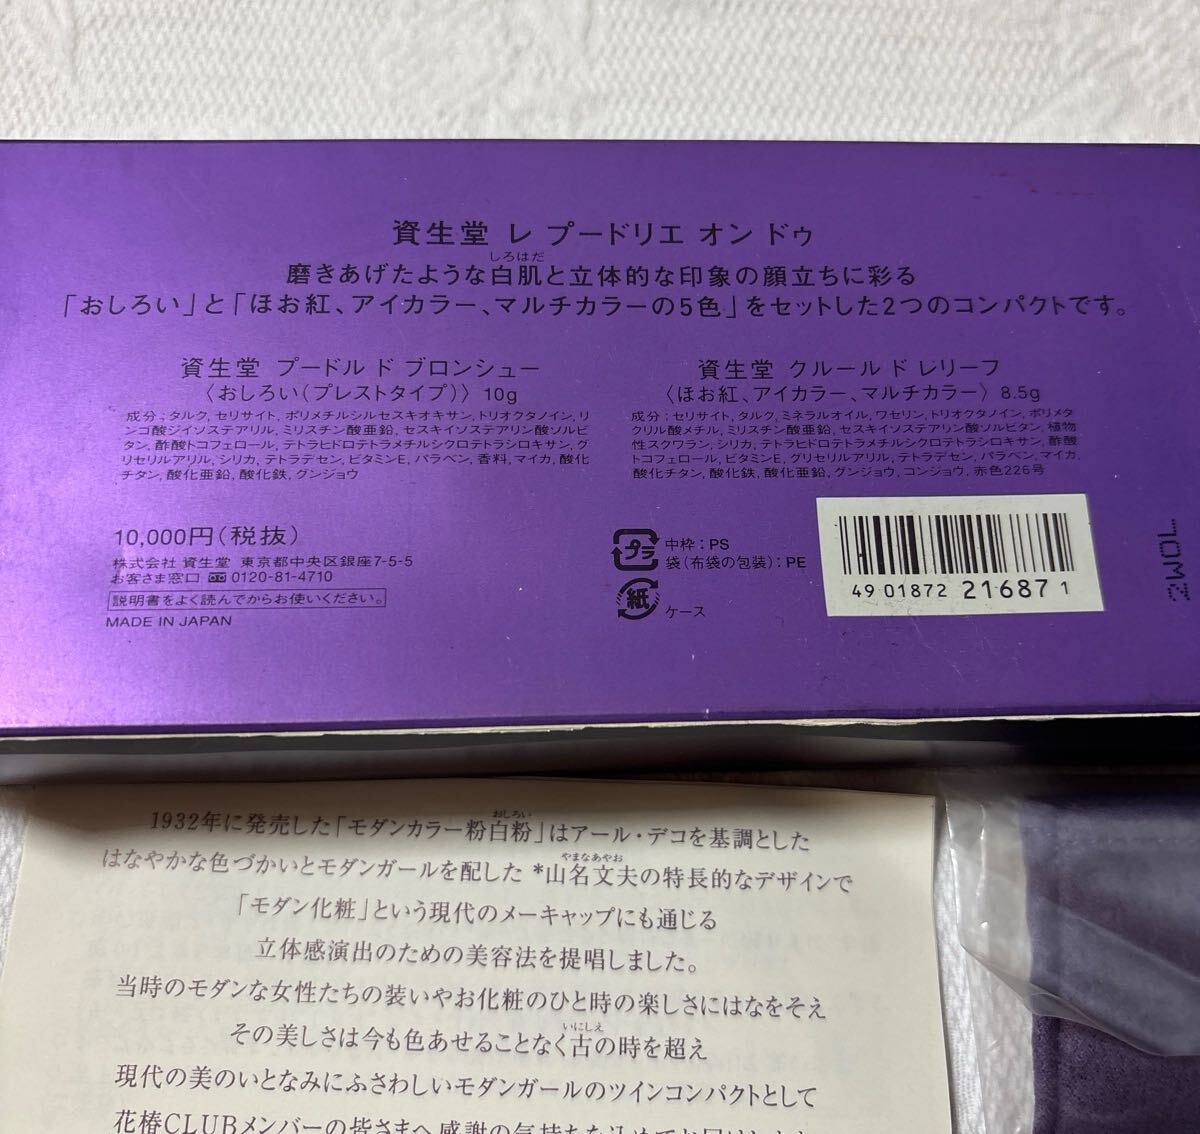 資生堂 レ プードリエ オン ドゥ
しろはだ
磨きあげたような白肌と立体的な印象の顔立ちに彩る
「おしろい」と「ほお紅、アイカラー、マルチカラーの5色」をセットした2つのコンパクトです。
資生堂 プードル ド ブロンシュー
〈おしろい(プレストタイプ)〉10g
成分;タルク、セリサイト、ポリメチルシルセスキオキサン、トリオクタノイン、リ
ンゴ酸ジイソステアリル、ミリスチン酸亜鉛、セスキイソステアリン酸ソルビ
タン、酢酸トコフェロール、テトラヒドロテトラメチルシクロテトラシロキサン、グ
リセリルアリル、シリカ、テトラデセン、ビタミンE、パラベン、香料、マイカ、酸化
チタン、酸化亜鉛、酸化鉄、グンジョウ
資生堂 クルール ド レリーフ
〈ほお紅、アイカラー、マルチカラー〉8.5g
成分;セリサイト、タルク、ミネラルオイル、ワセリン、トリオクタノイン、ポリメタ
クリル酸メチル、ミリスチン酸亜鉛、セスキイソステアリン酸ソルビタン、植物
性スクワラン、シリカ、テトラヒドロテトラメチルシクロテトラシロキサン、酢酸
トコフェロール、ビタミンE、グリセリルアリル、テトラデセン、パラベン、マイカ、
酸化チタン、酸化鉄、酸化亜鉛、グンジョウ、コンジョウ、赤色226号
10,000円(税抜)
株式会社 資生堂 東京都中央区銀座7-5-5
お客さま窓口 0120-81-4710
説明書をよく読んでからお使いください。
MADE IN JAPAN
プラ
中枠:PS
袋(布袋の包装):PE
紙
ケース
4901872 216871
2WOL
おしろい
1932年に発売した「モダンカラー粉白粉」はアール・デコを基調とした
やまなあやお
はなやかな色づかいとモダンガールを配した *山名文夫の特長的なデザインで
「モダン化粧」という現代のメーキャップにも通じる
立体感演出のための美容法を提唱しました。
当時のモダンな女性たちの装いやお化粧のひと時の楽しさにはなをそえ
いにしえ
その美しさは今も色あせることなく古の時を超え
現代の美のいとなみにふさわしいモダンガールのツインコンパクトとして
花椿CLUBメンバーの皆さまへ感謝の気持ちを込めてお届けします